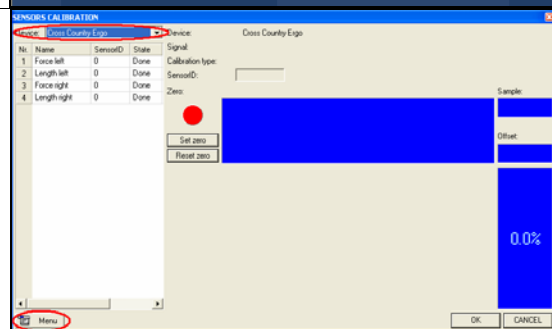 SENSORS CALIBRATION
Device: Cross Country Ergo
Nr. Name SensorID State
1 Force left 0 Done
2 Length left 0 Done
3 Force right 0 Done
4 Length right 0 Done
Device: Cross Country Ergo
Signal:
Calibration type:
SensorID:
Zero:
Set zero
Reset zero
Sample:
Offset:
0.0%
Menu
OK CANCEL